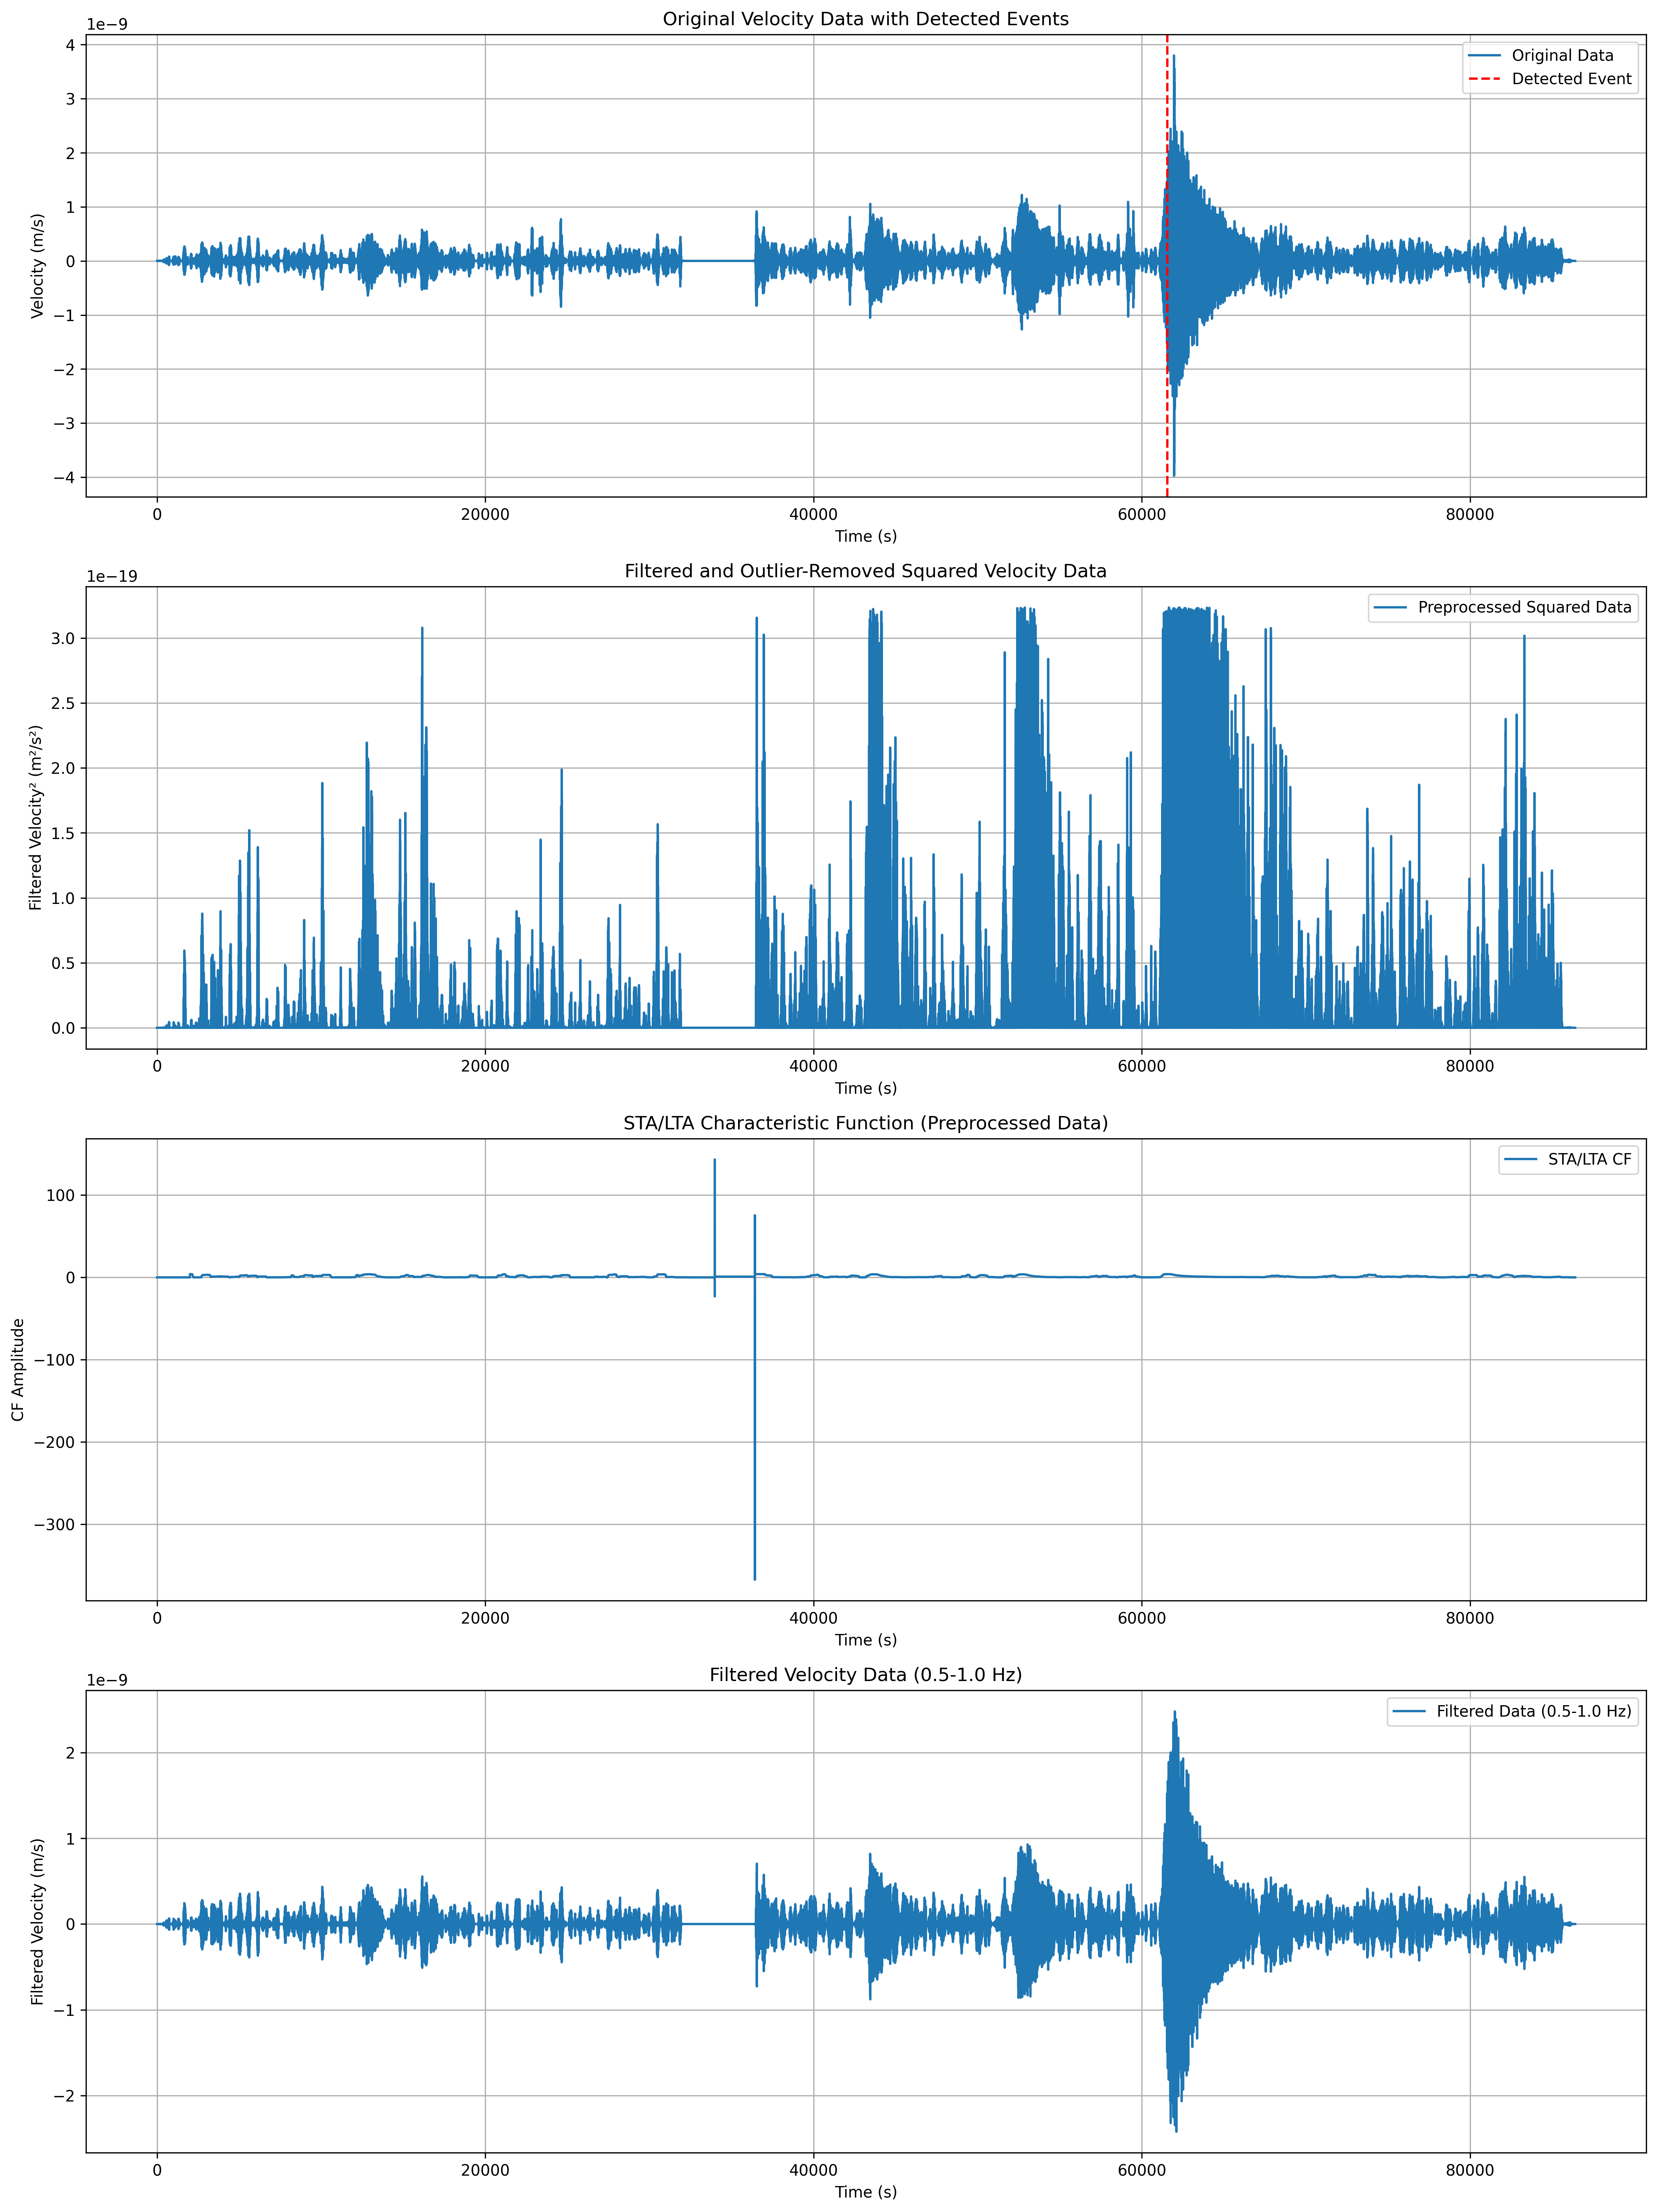 Original Velocity Data with Detected Events
1e−9
Original Data
Detected Event
4
3
2
1
0
−1
−2
−3
−4
Velocity (m/s)
0 20000 40000 60000 80000
Time (s)
Filtered and Outlier-Removed Squared Velocity Data
1e−19
Preprocessed Squared Data
3.0
2.5
2.0
1.5
1.0
0.5
0.0
Filtered Velocity² (m²/s²)
0 20000 40000 60000 80000
Time (s)
STA/LTA Characteristic Function (Preprocessed Data)
STA/LTA CF
100
0
−100
−200
−300
CF Amplitude
0 20000 40000 60000 80000
Time (s)
Filtered Velocity Data (0.5-1.0 Hz)
1e−9
Filtered Data (0.5-1.0 Hz)
2
1
0
−1
−2
Filtered Velocity (m/s)
0 20000 40000 60000 80000
Time (s)